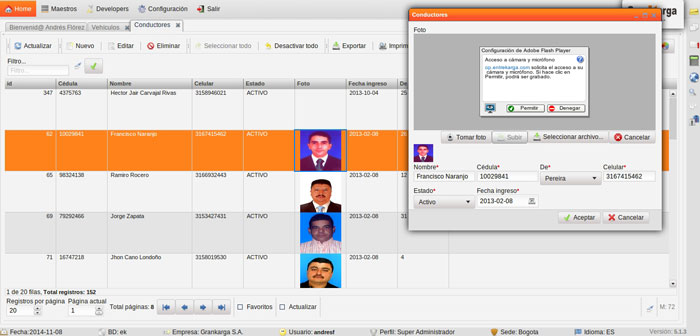 Home Maestros Developers Configuración Salir
Bienvenid@ Andrés Flórez Vehículos Conductores
Actualizar Nuevo Editar Eliminar Seleccionar todo Desactivar todo Exportar
Filtro...
Filtro...
Id Cédula Nombre Celular Estado Foto Fecha ingreso
347 4375763 Hector Jair Carvajal Rivas 3158946021 ACTIVO 2013-10-04 25
62 10029841 Francisco Naranjo 3167415462 ACTIVO 2013-02-08
65 98324138 Ramiro Rocero 3166932443 ACTIVO 2013-02-08 12
69 79292466 Jorge Zapata 3153427431 ACTIVO 2013-02-08 31
71 16747218 Jhon Cano Londoño 3158019530 ACTIVO 2013-02-08 4
1 de 20 filas, Total registros: 152
Registros por página Página actual
20 1 Total páginas: 8 Favoritos Actualizar M: 72
Fecha:2014-11-08 BD: ek Empresa: Grankarga S.A. Usuario: andresf Perfil: Super Administrador Sede: Bogota Idioma: ES Versión: 5.1.3
Conductores
Foto
Configuración de Adobe Flash Player
Acceso a cámara y micrófono
op.entrekarga.com solicita el acceso a su
cámara y micrófono. Si hace clic en
Permitir, podrá ser grabado.
Permitir Denegar
Tomar foto Subir Seleccionar archivo... Cancelar
Nombre* Cédula* De* Celular*
Francisco Naranjo 10029841 Pereira 3167415462
Estado* Fecha ingreso*
Activo 2013-02-08
Aceptar Cancelar